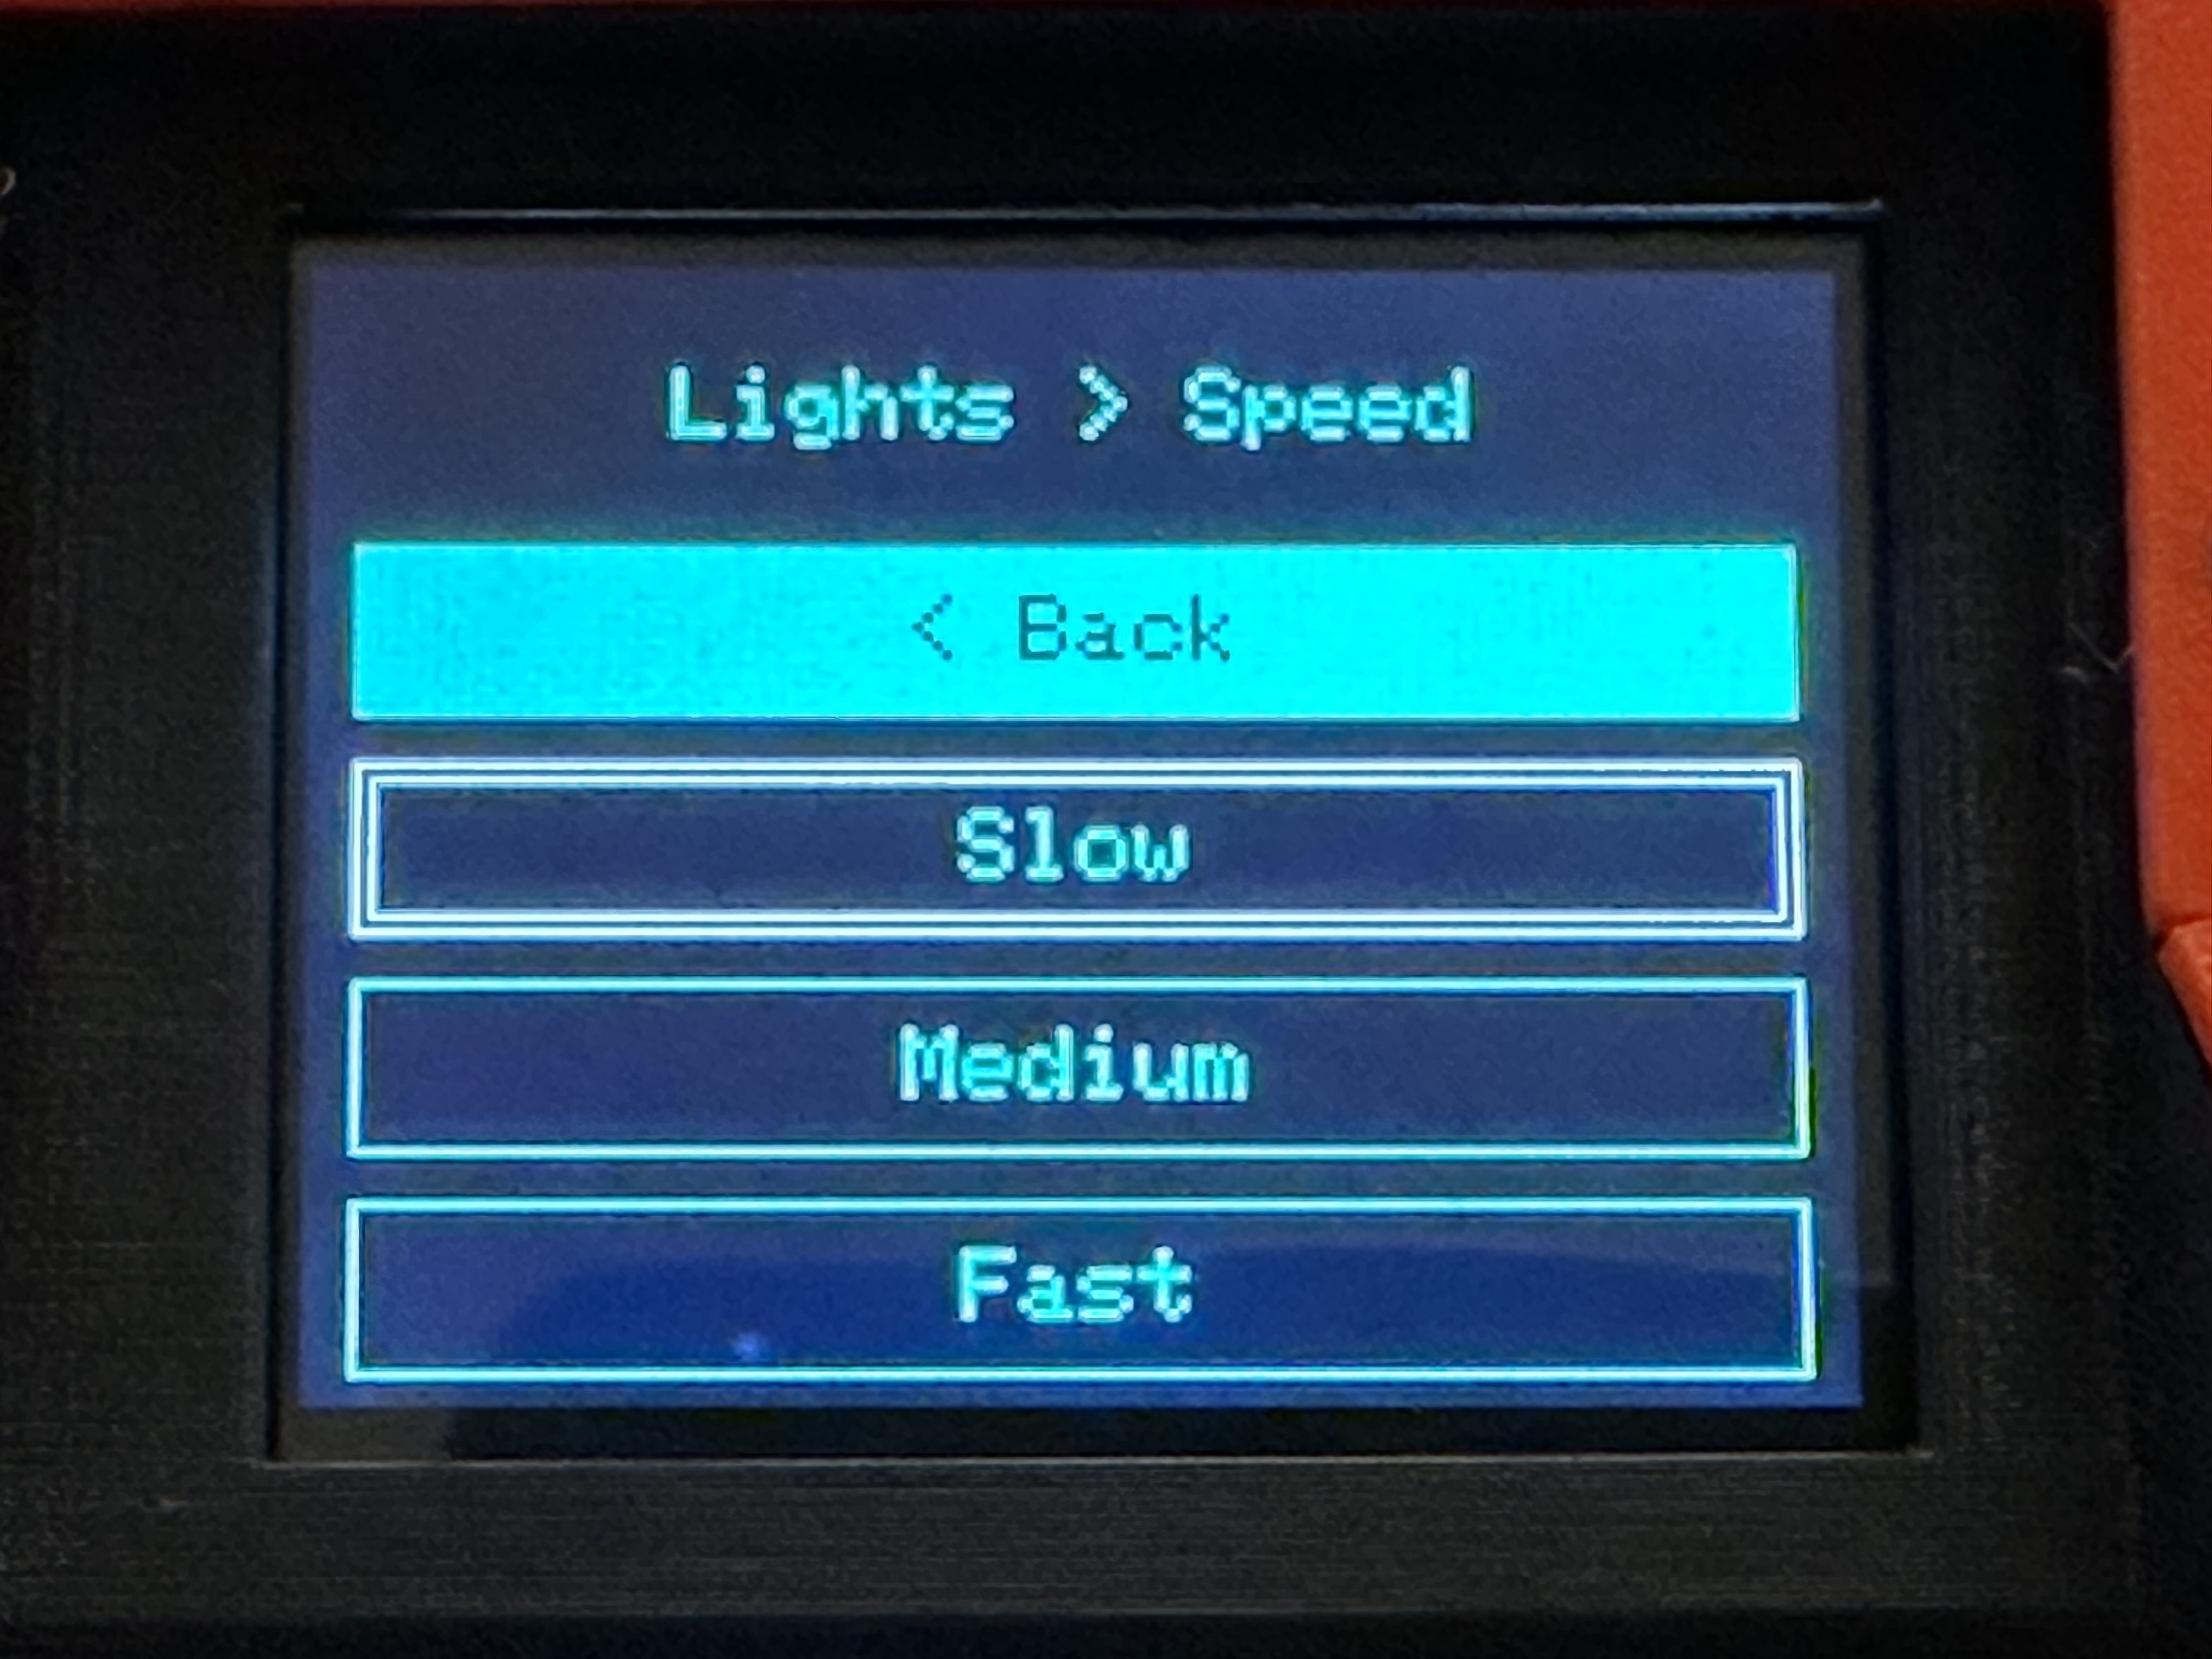 Lights > Speed
< Back
Slow
Medium
Fast